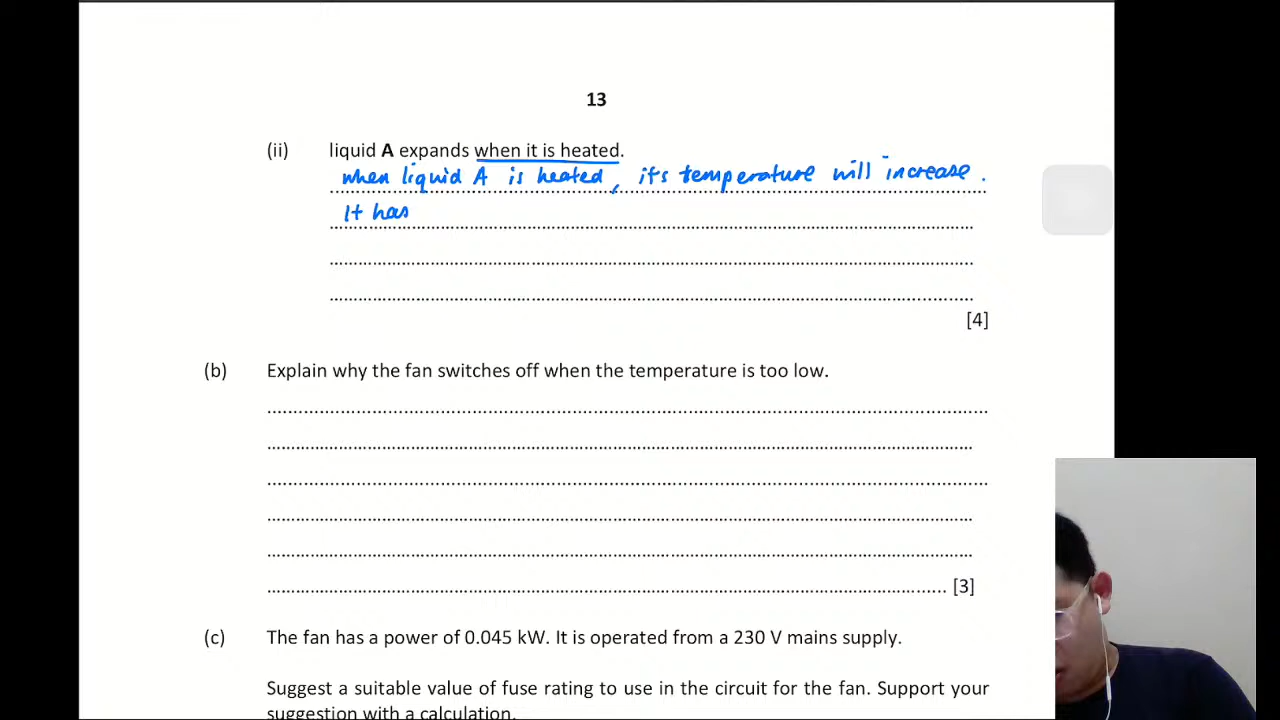 13
(ii) liquid A expands when it is heated.
when liquid A is heated, its temperature will increase.
It has
[4]
(b) Explain why the fan switches off when the temperature is too low.
[3]
(c) The fan has a power of 0.045 kW. It is operated from a 230 V mains supply.
Suggest a suitable value of fuse rating to use in the circuit for the fan. Support your
suggestion with a calculation.